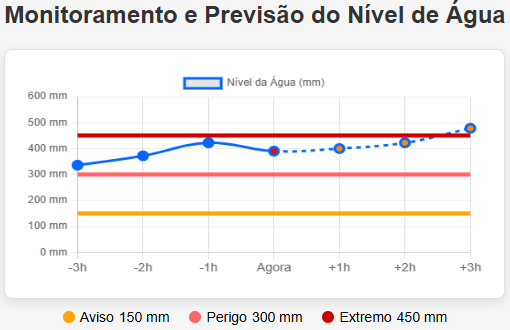 Monitoramento e Previsão do Nível de Água
Nível da Água (mm)
600 mm
500 mm
400 mm
300 mm
200 mm
100 mm
0 mm
-3h -2h -1h Agora +1h +2h +3h
Aviso 150 mm Perigo 300 mm Extremo 450 mm